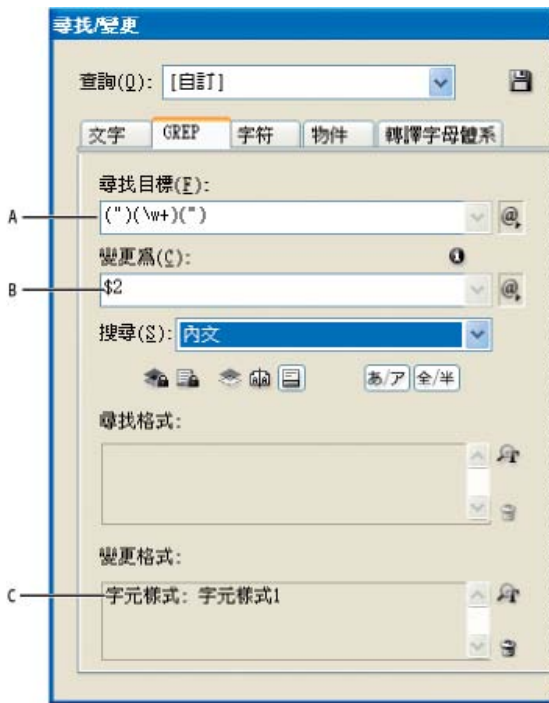 尋找/變更
查詢(Q): [自訂]
文字 GREP 字符 物件 轉譯字母體系
尋找目標(F):
A (")(\w+)(")
變更為(C):
B $2
搜尋(S): 內文
あ/ア 全/半
尋找格式:
變更格式:
C 字元樣式: 字元樣式1